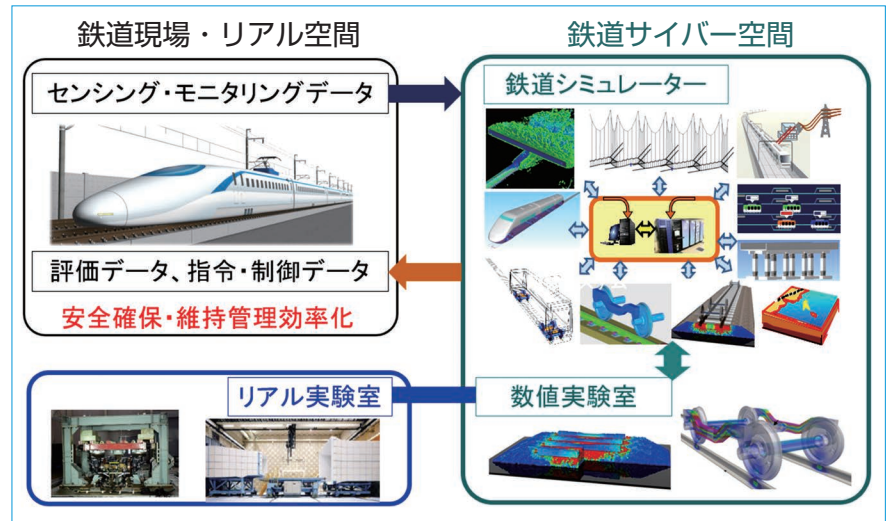 鉄道現場・リアル空間
鉄道サイバー空間
センシング・モニタリングデータ
鉄道シミュレーター
評価データ、指令・制御データ
安全確保・維持管理効率化
リアル実験室
数値実験室